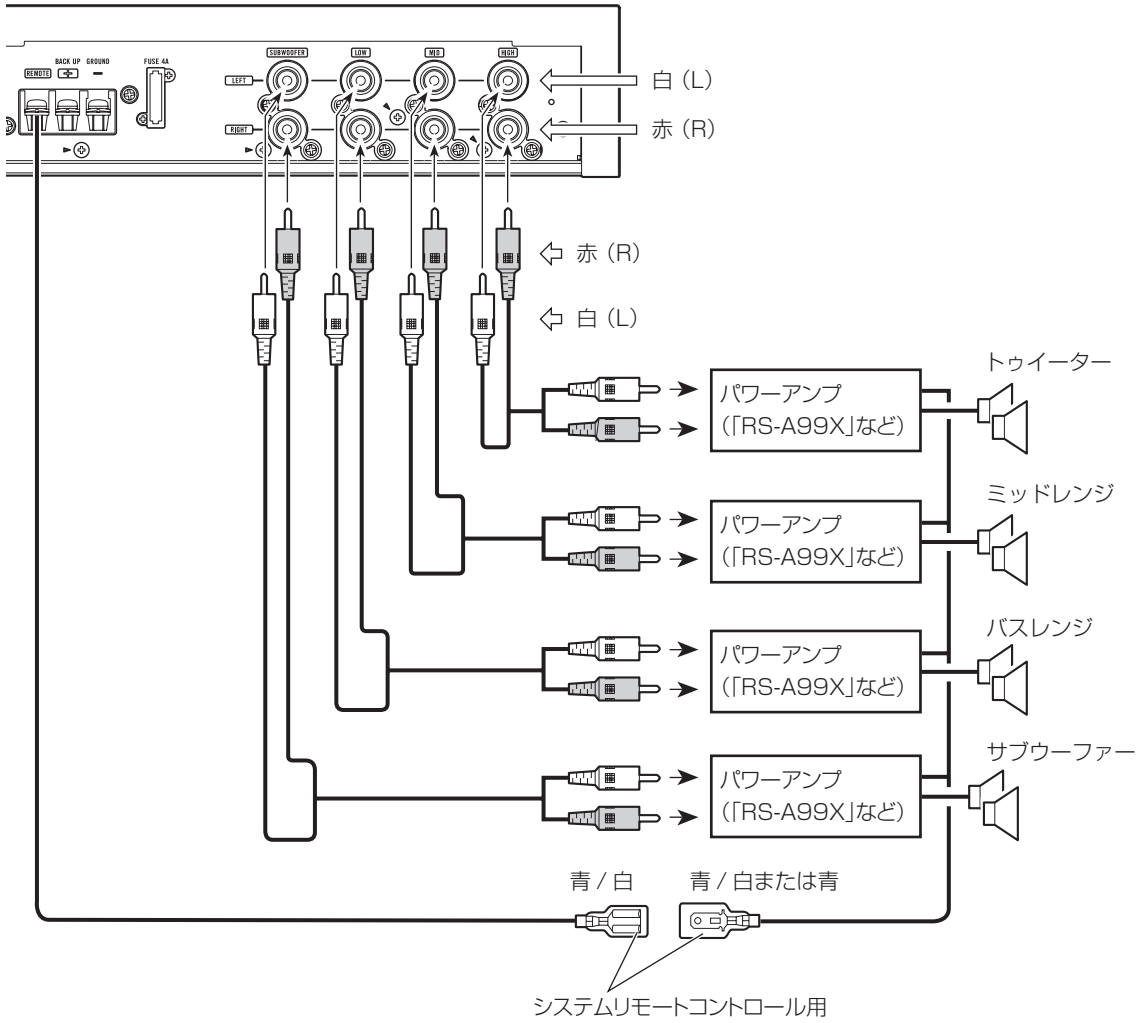 SUBWOOFER
LOW
MID
HIGH
BACK UP
GROUND
FUSE 4A
REMOTE
+
−
LEFT
白（L）
RIGHT
赤（R）
赤（R）
白（L）
トゥイーター
パワーアンプ
（「RS-A99X」など）
ミッドレンジ
パワーアンプ
（「RS-A99X」など）
バスレンジ
パワーアンプ
（「RS-A99X」など）
サブウーファー
パワーアンプ
（「RS-A99X」など）
青 / 白
青 / 白または青
システムリモートコントロール用